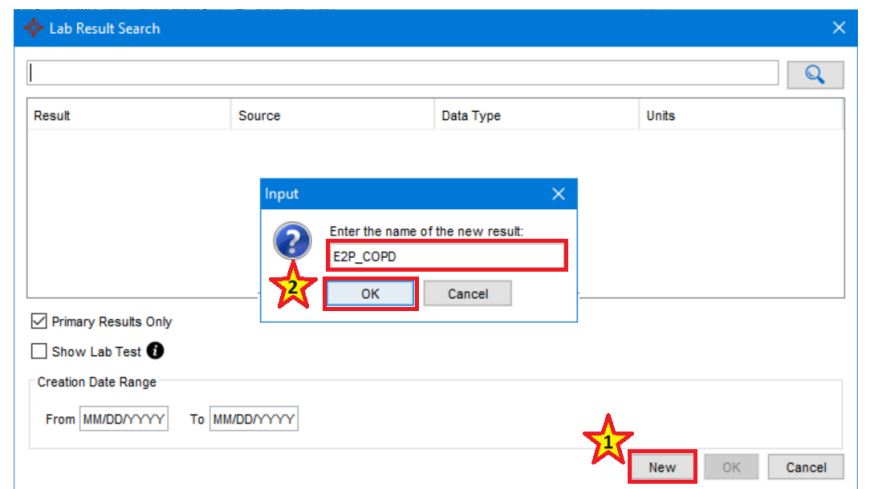 Lab Result Search
Result Source Data Type Units
Input
Enter the name of the new result:
E2P_COPD
2
OK Cancel
Primary Results Only
Show Lab Test i
Creation Date Range
From MM/DD/YYYY To MM/DD/YYYY
1
New OK Cancel